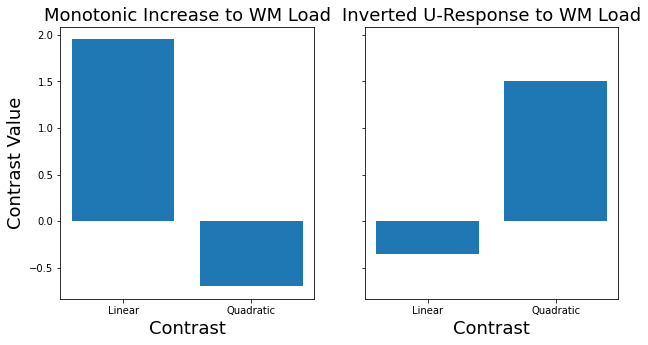 Monotonic Increase to WM Load
Inverted U-Response to WM Load
Contrast Value
2.0
1.5
1.0
0.5
0.0
−0.5
Linear
Quadratic
Contrast
Linear
Quadratic
Contrast